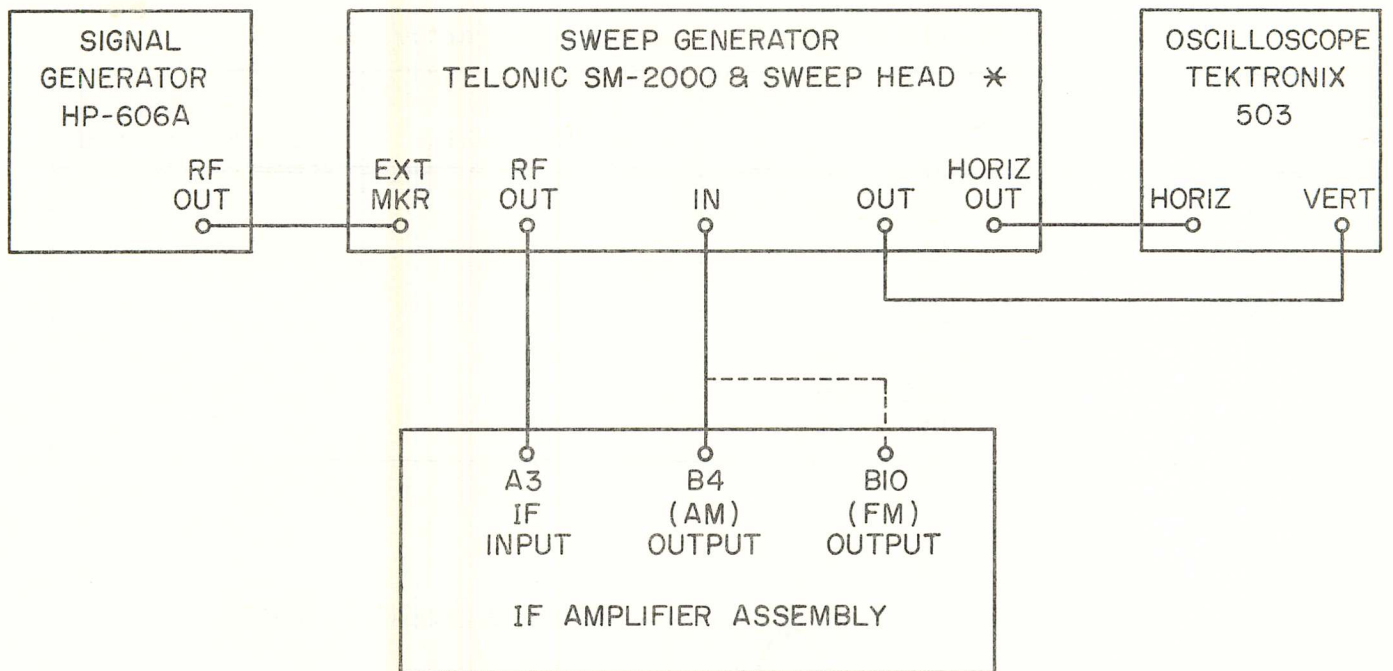 SIGNAL
GENERATOR
HP-606A
RF
OUT
SWEEP GENERATOR
TELONIC SM-2000 & SWEEP HEAD *
EXT
MKR
RF
OUT
IN
OUT
HORIZ
OUT
OSCILLOSCOPE
TEKTRONIX
503
HORIZ
VERT
A3
IF
INPUT
B4
(AM)
OUTPUT
B10
(FM)
OUTPUT
IF AMPLIFIER ASSEMBLY